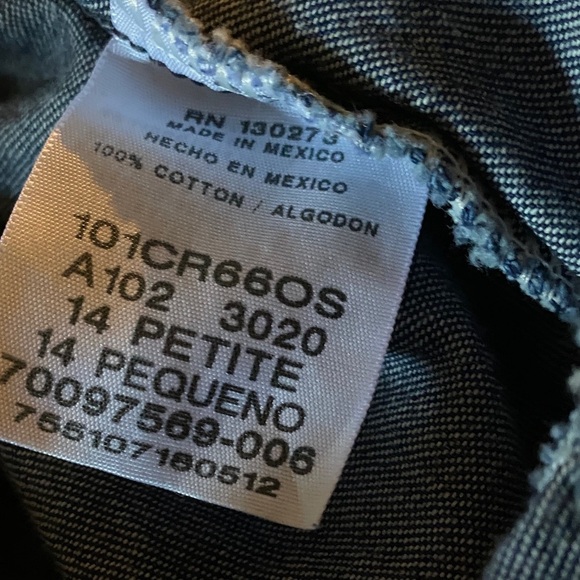 RN 130273
MADE IN MEXICO
HECHO EN MEXICO
100% COTTON / ALGODON
101CR66OS
A102 3020
14 PETITE
14 PEQUENO
70097569-006
755107180512